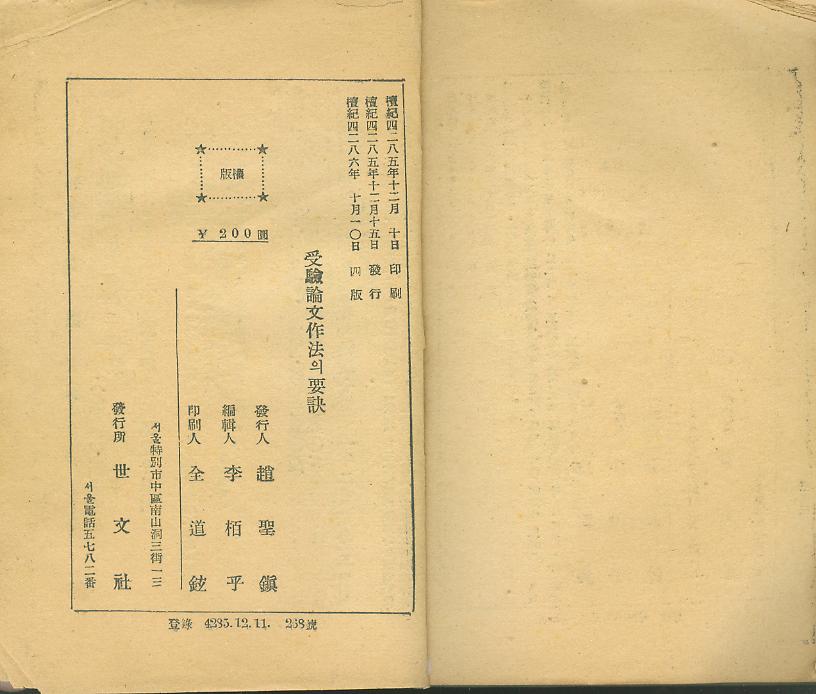 檀紀四二八五年十二月 十日 印刷
檀紀四二八五年十二月十五日 發行
檀紀四二八六年 十月一〇日 四版
受驗論文作法의 要訣
版權
¥ 200圜
發行人 趙聖鎭
編輯人 李栢乎
印刷人 全道鉉
서울特別市中區南山洞三街一三
發行所 世文社
서울電話五七八二番
登錄 4285.12.11. 268號